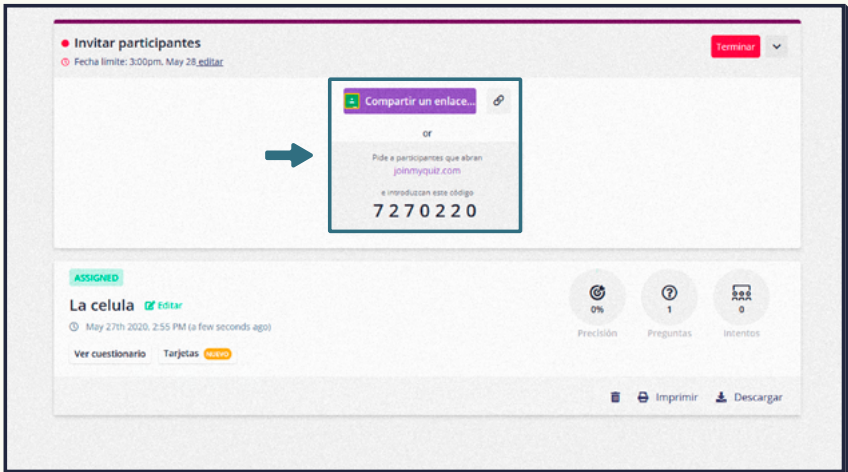 Invitar participantes
Terminar
Fecha limite: 3:00pm, May 28 editar
Compartir un enlace...
or
Pide a participantes que abran
joinmyquiz.com
e introduzcan este código
7270220
ASSIGNED
La celula Editar
May 27th 2020, 2:55 PM (a few seconds ago)
Ver cuestionario Tarjetas NUEVO
0% 1 0
Precisión Preguntas Intentos
Imprimir Descargar